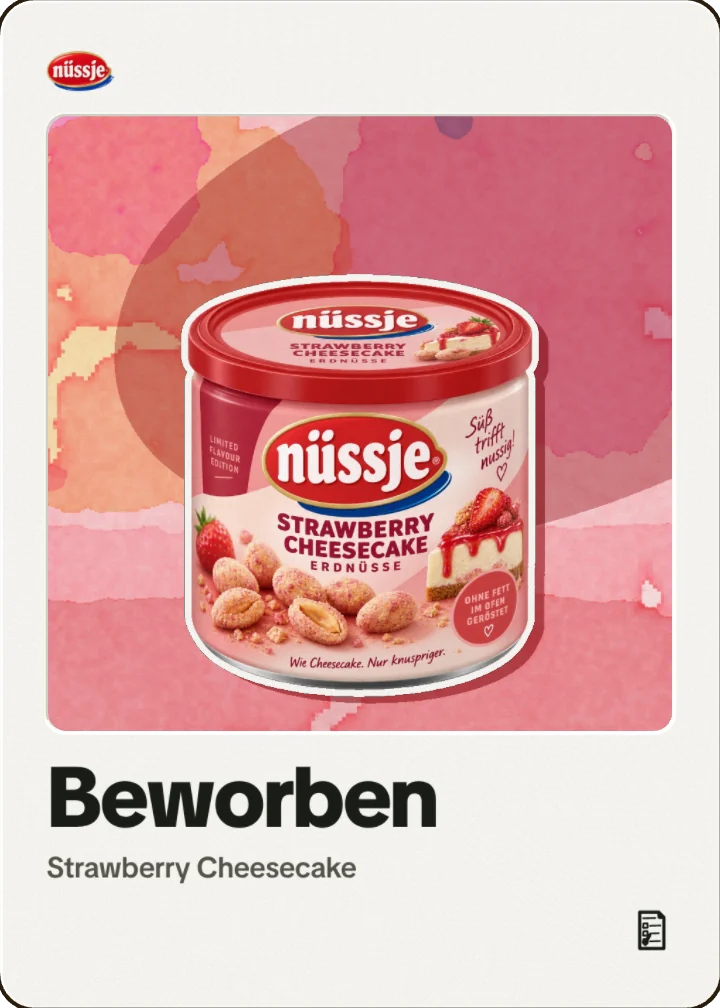 nüssje
nüssje
STRAWBERRY
CHEESECAKE
ERDNÜSSE
LIMITED
FLAVOUR
EDITION
Süß
trifft
nussig!
nüssje®
STRAWBERRY
CHEESECAKE
ERDNÜSSE
OHNE FETT
IM OFEN
GERÖSTET
Wie Cheesecake. Nur knuspriger.
Beworben
Strawberry Cheesecake